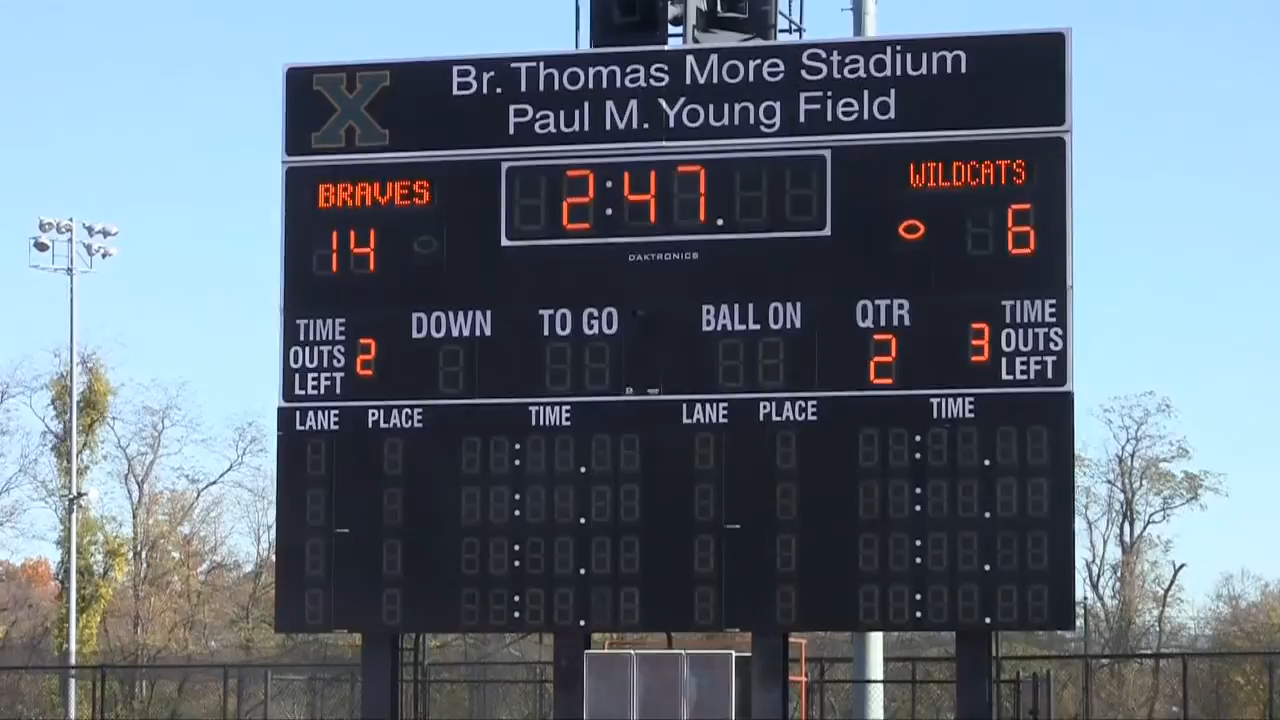 X
Br. Thomas More Stadium
Paul M. Young Field
BRAVES
2:47
WILDCATS
14
6
DAKTRONICS
TIME OUTS LEFT 2
DOWN
TO GO
BALL ON
QTR 2
3 TIME OUTS LEFT
LANE PLACE TIME LANE PLACE TIME